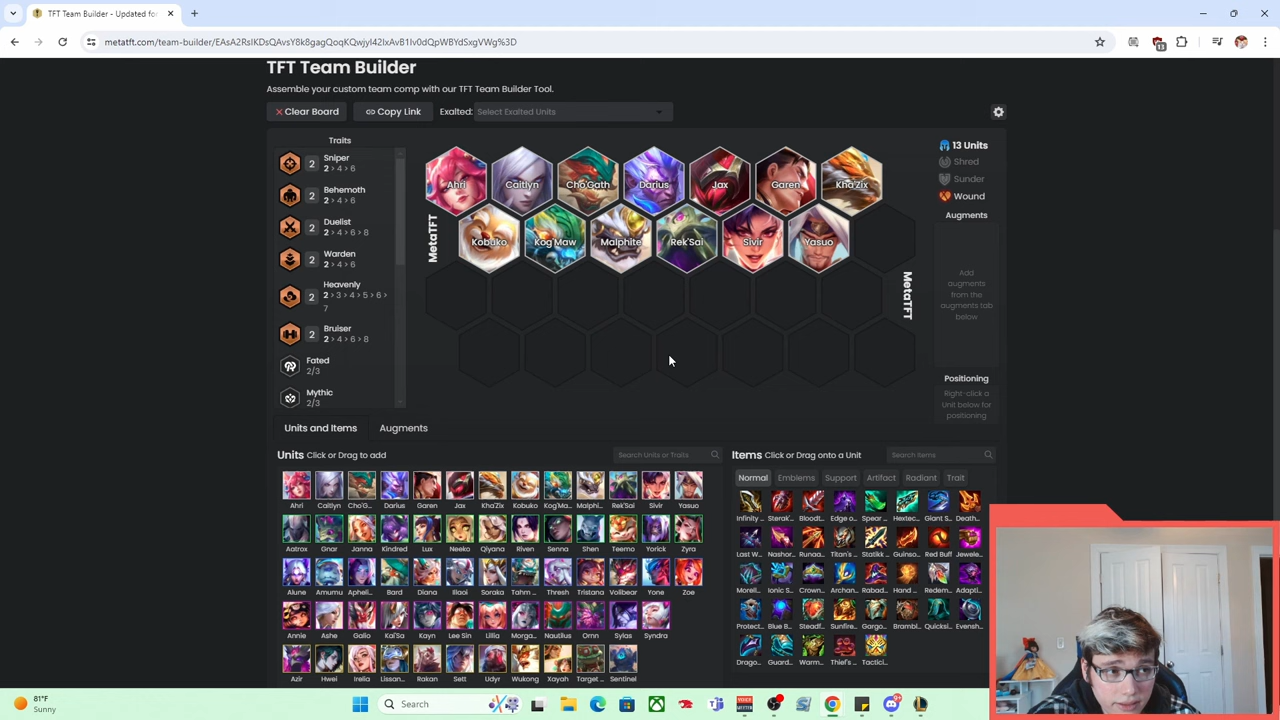 TFT Team Builder - Updated for
metatft.com/team-builder/EAsA2RsIKDsQAvsY8k8gagQoqKQwjyI42IxAvB1Iv0dQpWBYdSxgVWg%3D
13
TFT Team Builder
Assemble your custom team comp with our TFT Team Builder Tool.
Clear Board
Copy Link
Exalted:
Select Exalted Units
Traits
2
Sniper
2 > 4 > 6
2
Behemoth
2 > 4 > 6
2
Duelist
2 > 4 > 6 > 8
2
Warden
2 > 4 > 6
2
Heavenly
2 > 3 > 4 > 5 > 6 >
7
2
Bruiser
2 > 4 > 6 > 8
Fated
2/3
Mythic
2/3
Ahri
Caitlyn
Cho'Gath
Darius
Jax
Garen
Kha'Zix
MetaTFT
Kobuko
Kog'Maw
Malphite
Rek'Sai
Sivir
Yasuo
MetaTFT
13 Units
Shred
Sunder
Wound
Augments
Add
augments
from the
augments tab
below
Positioning
Right-click a
Unit below for
positioning
Units and Items
Augments
Units Click or Drag to add
Search Units or Traits
Ahri Caitlyn Cho'G... Darius Garen Jax Kha'Zix Kobuko Kog'Ma... Malphi... Rek'Sai Sivir Yasuo
Aatrox Gnar Janna Kindred Lux Neeko Qiyana Riven Senna Shen Teemo Yorick Zyra
Alune Amumu Apheli... Bard Diana Illaoi Soraka Tahm ... Thresh Tristana Volibear Yone Zoe
Annie Ashe Galio Kai'Sa Kayn Lee Sin Lillia Morga... Nautilus Ornn Sylas Syndra
Azir Hwei Irelia Lissan... Rakan Sett Udyr Wukong Xayah Target ... Sentinel
Items Click or Drag onto a Unit
Search Items
Normal Emblems Support Artifact Radiant Trait
Infinity ... Sterak'... Bloodt... Edge o... Spear ... Hextec... Giant S... Death...
Last W... Nashor... Runaa... Titan's ... Statikk ... Guinso... Red Buff Jewele...
Morell... Ionic S... Crown... Archan... Rabad... Hand ... Redem... Adapti...
Protect... Blue B... Steadf... Sunfire... Gargo... Brambl... Quicksi... Evensh...
Drago... Guard... Warm... Thief's ... Tactici...
81°F
Sunny
Search